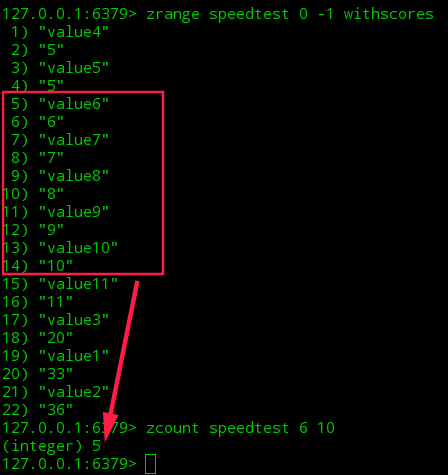 127.0.0.1:6379> zrange speedtest 0 -1 withscores
1) "value4"
2) "5"
3) "value5"
4) "5"
5) "value6"
6) "6"
7) "value7"
8) "7"
9) "value8"
10) "8"
11) "value9"
12) "9"
13) "value10"
14) "10"
15) "value11"
16) "11"
17) "value3"
18) "20"
19) "value1"
20) "33"
21) "value2"
22) "36"
127.0.0.1:6379> zcount speedtest 6 10
(integer) 5
127.0.0.1:6379>